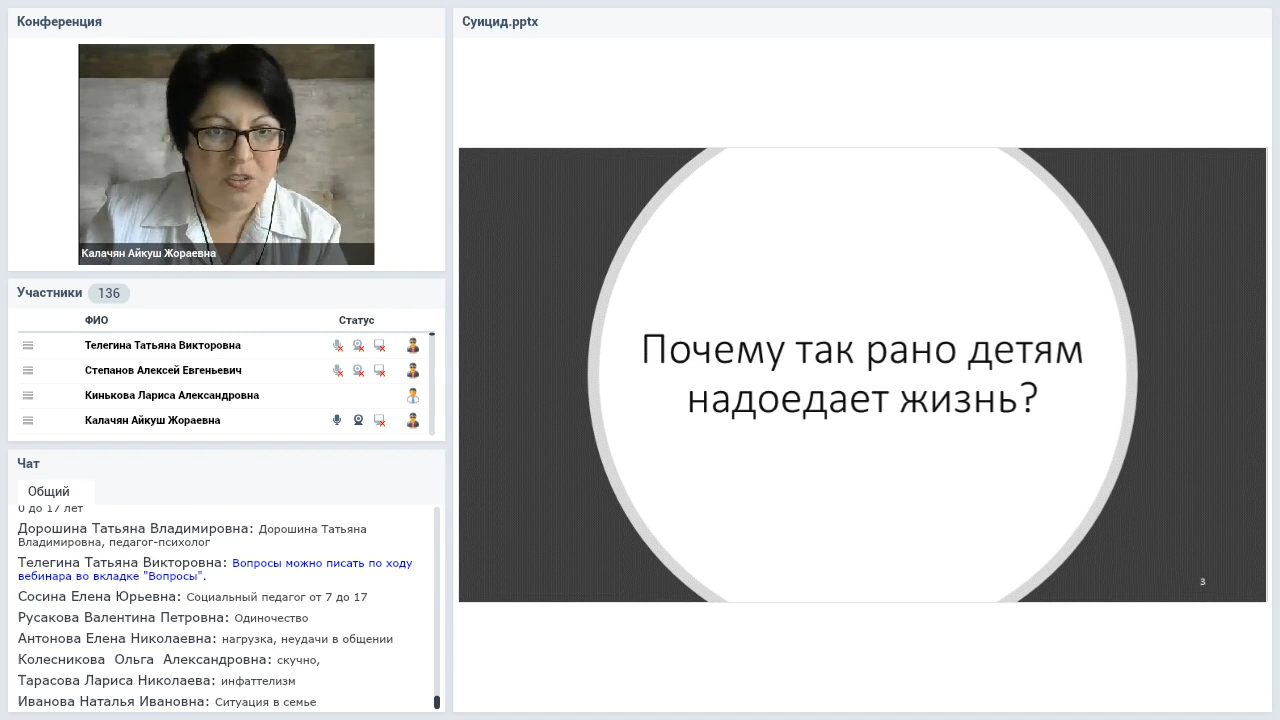 Конференция
Калачян Айкуш Жораевна
Участники 136
ФИО Статус
Телегина Татьяна Викторовна
Степанов Алексей Евгеньевич
Кинькова Лариса Александровна
Калачян Айкуш Жораевна
Чат
Общий
0 до 17 лет
Дорошина Татьяна Владимировна: Дорошина Татьяна
Владимировна, педагог-психолог
Телегина Татьяна Викторовна: Вопросы можно писать по ходу
вебинара во вкладке "Вопросы".
Сосина Елена Юрьевна: Социальный педагог от 7 до 17
Русакова Валентина Петровна: Одиночество
Антонова Елена Николаевна: нагрузка, неудачи в общении
Колесникова Ольга Александровна: скучно,
Тарасова Лариса Николаева: инфаттелизм
Иванова Наталья Ивановна: Ситуация в семье
Суицид.pptx
Почему так рано детям
надоедает жизнь?
3